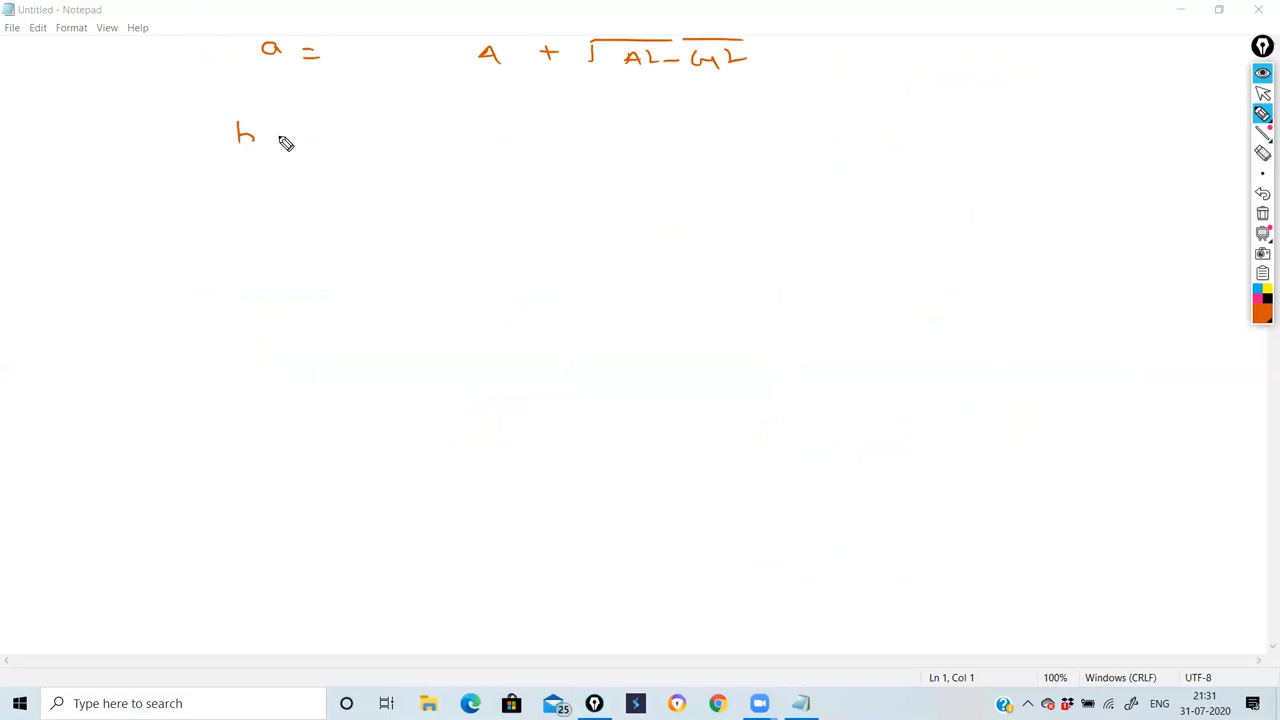 Untitled - Notepad
File Edit Format View Help
a = A + √A2 - G2
b
Ln 1, Col 1 100% Windows (CRLF) UTF-8
Type here to search
25
ENG
21:31
31-07-2020